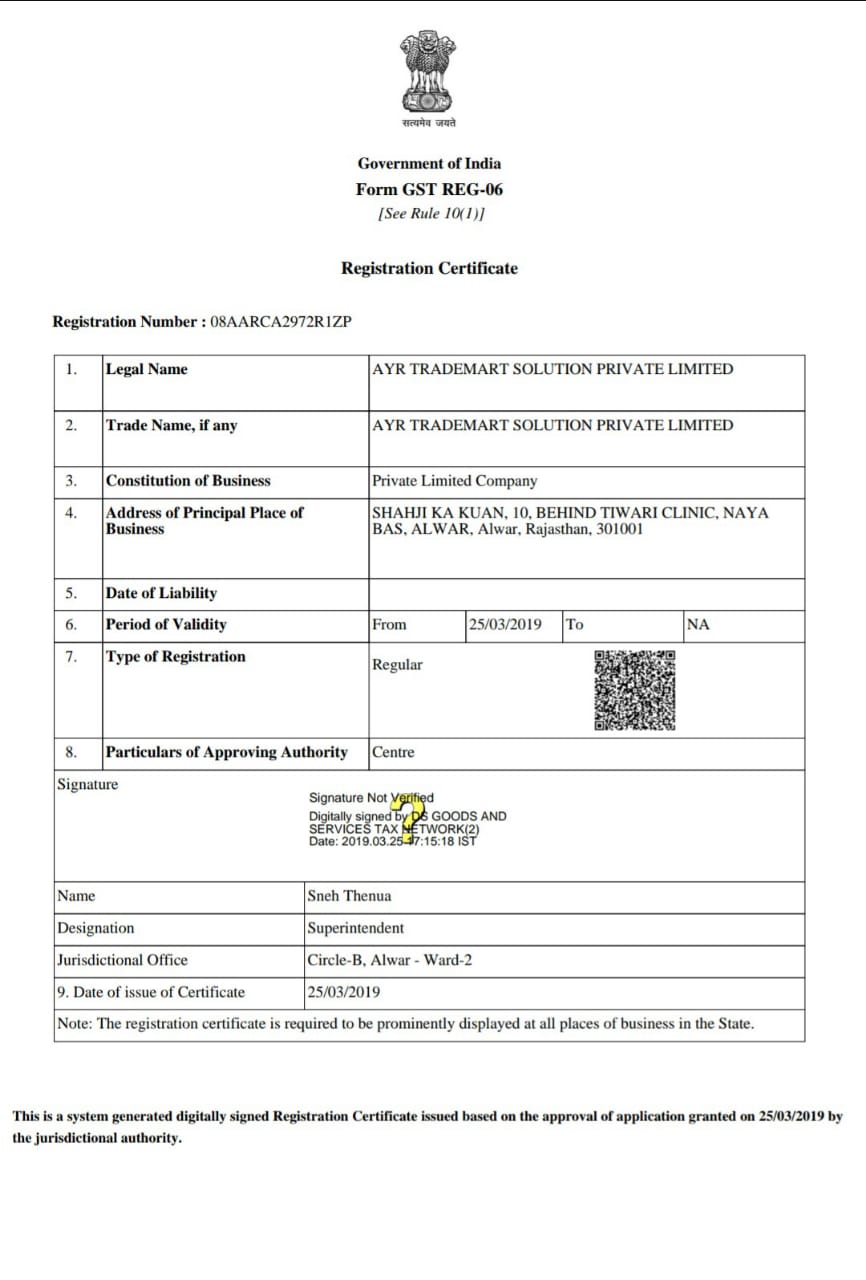 सत्यमेव जयते
Government of India
Form GST REG-06
[See Rule 10(1)]
Registration Certificate
Registration Number : 08AARCA2972R1ZP
1. Legal Name AYR TRADEMART SOLUTION PRIVATE LIMITED
2. Trade Name, if any AYR TRADEMART SOLUTION PRIVATE LIMITED
3. Constitution of Business Private Limited Company
4. Address of Principal Place of SHAHJI KA KUAN, 10, BEHIND TIWARI CLINIC, NAYA
Business BAS, ALWAR, Alwar, Rajasthan, 301001
5. Date of Liability
6. Period of Validity From 25/03/2019 To NA
7. Type of Registration Regular
8. Particulars of Approving Authority Centre
Signature
Signature Not Verified
Digitally signed by DS GOODS AND
SERVICES TAX NETWORK(2)
Date: 2019.03.25 17:15:18 IST
Name Sneh Thenua
Designation Superintendent
Jurisdictional Office Circle-B, Alwar - Ward-2
9. Date of issue of Certificate 25/03/2019
Note: The registration certificate is required to be prominently displayed at all places of business in the State.
This is a system generated digitally signed Registration Certificate issued based on the approval of application granted on 25/03/2019 by
the jurisdictional authority.